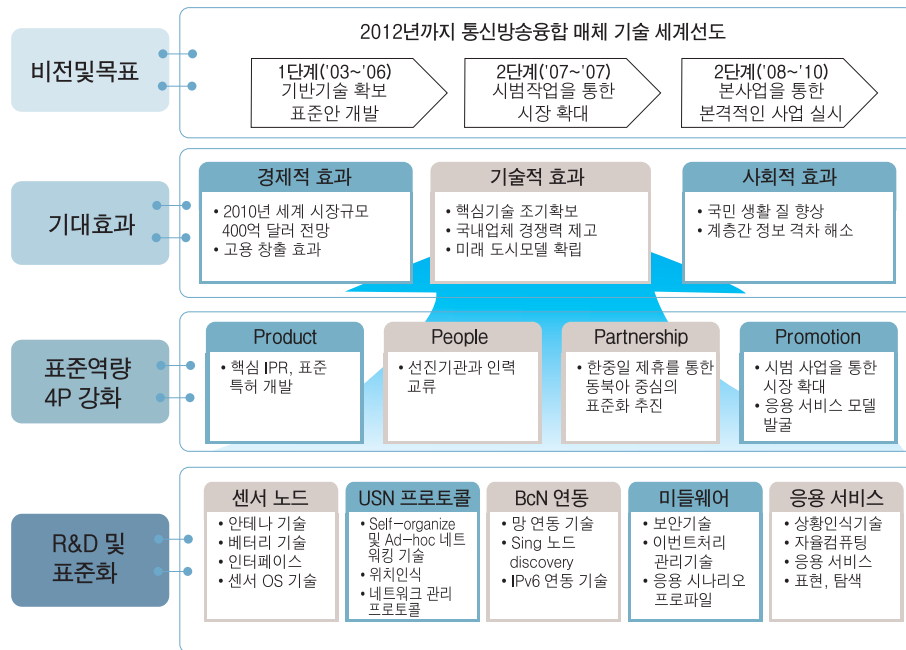 비전및목표
2012년까지 통신방송융합 매체 기술 세계선도
1단계('03~'06)
기반기술 확보
표준안 개발
2단계('07~'07)
시범작업을 통한
시장 확대
2단계('08~'10)
본사업을 통한
본격적인 사업 실시
기대효과
경제적 효과
• 2010년 세계 시장규모
400억 달러 전망
• 고용 창출 효과
기술적 효과
• 핵심기술 조기확보
• 국내업체 경쟁력 제고
• 미래 도시모델 확립
사회적 효과
• 국민 생활 질 향상
• 계층간 정보 격차 해소
표준역량
4P 강화
Product
• 핵심 IPR, 표준
특허 개발
People
• 선진기관과 인력
교류
Partnership
• 한중일 제휴를 통한
동북아 중심의
표준화 추진
Promotion
• 시범 사업을 통한
시장 확대
• 응용 서비스 모델
발굴
R&D 및
표준화
센서 노드
• 안테나 기술
• 베터리 기술
• 인터페이스
• 센서 OS 기술
USN 프로토콜
• Self-organize
및 Ad-hoc 네트
워킹 기술
• 위치인식
• 네트워크 관리
프로토콜
BcN 연동
• 망 연동 기술
• Sing 노드
discovery
• IPv6 연동 기술
미들웨어
• 보안기술
• 이벤트처리
관리기술
• 응용 시나리오
프로파일
응용 서비스
• 상황인식기술
• 자율컴퓨팅
• 응용 서비스
• 표현, 탐색